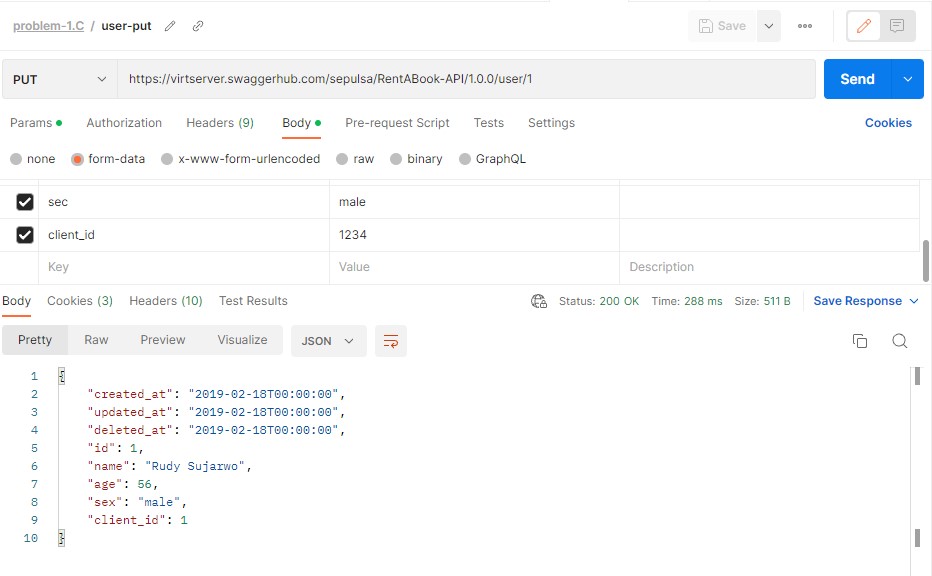 problem-1.C / user-put Save
PUT https://virtserver.swaggerhub.com/sepulsa/RentABook-API/1.0.0/user/1 Send
Params Authorization Headers (9) Body Pre-request Script Tests Settings Cookies
none form-data x-www-form-urlencoded raw binary GraphQL
sec male
client_id 1234
Key Value Description
Body Cookies (3) Headers (10) Test Results Status: 200 OK Time: 288 ms Size: 511 B Save Response
Pretty Raw Preview Visualize JSON
1 {
2 "created_at": "2019-02-18T00:00:00",
3 "updated_at": "2019-02-18T00:00:00",
4 "deleted_at": "2019-02-18T00:00:00",
5 "id": 1,
6 "name": "Rudy Sujarwo",
7 "age": 56,
8 "sex": "male",
9 "client_id": 1
10 }